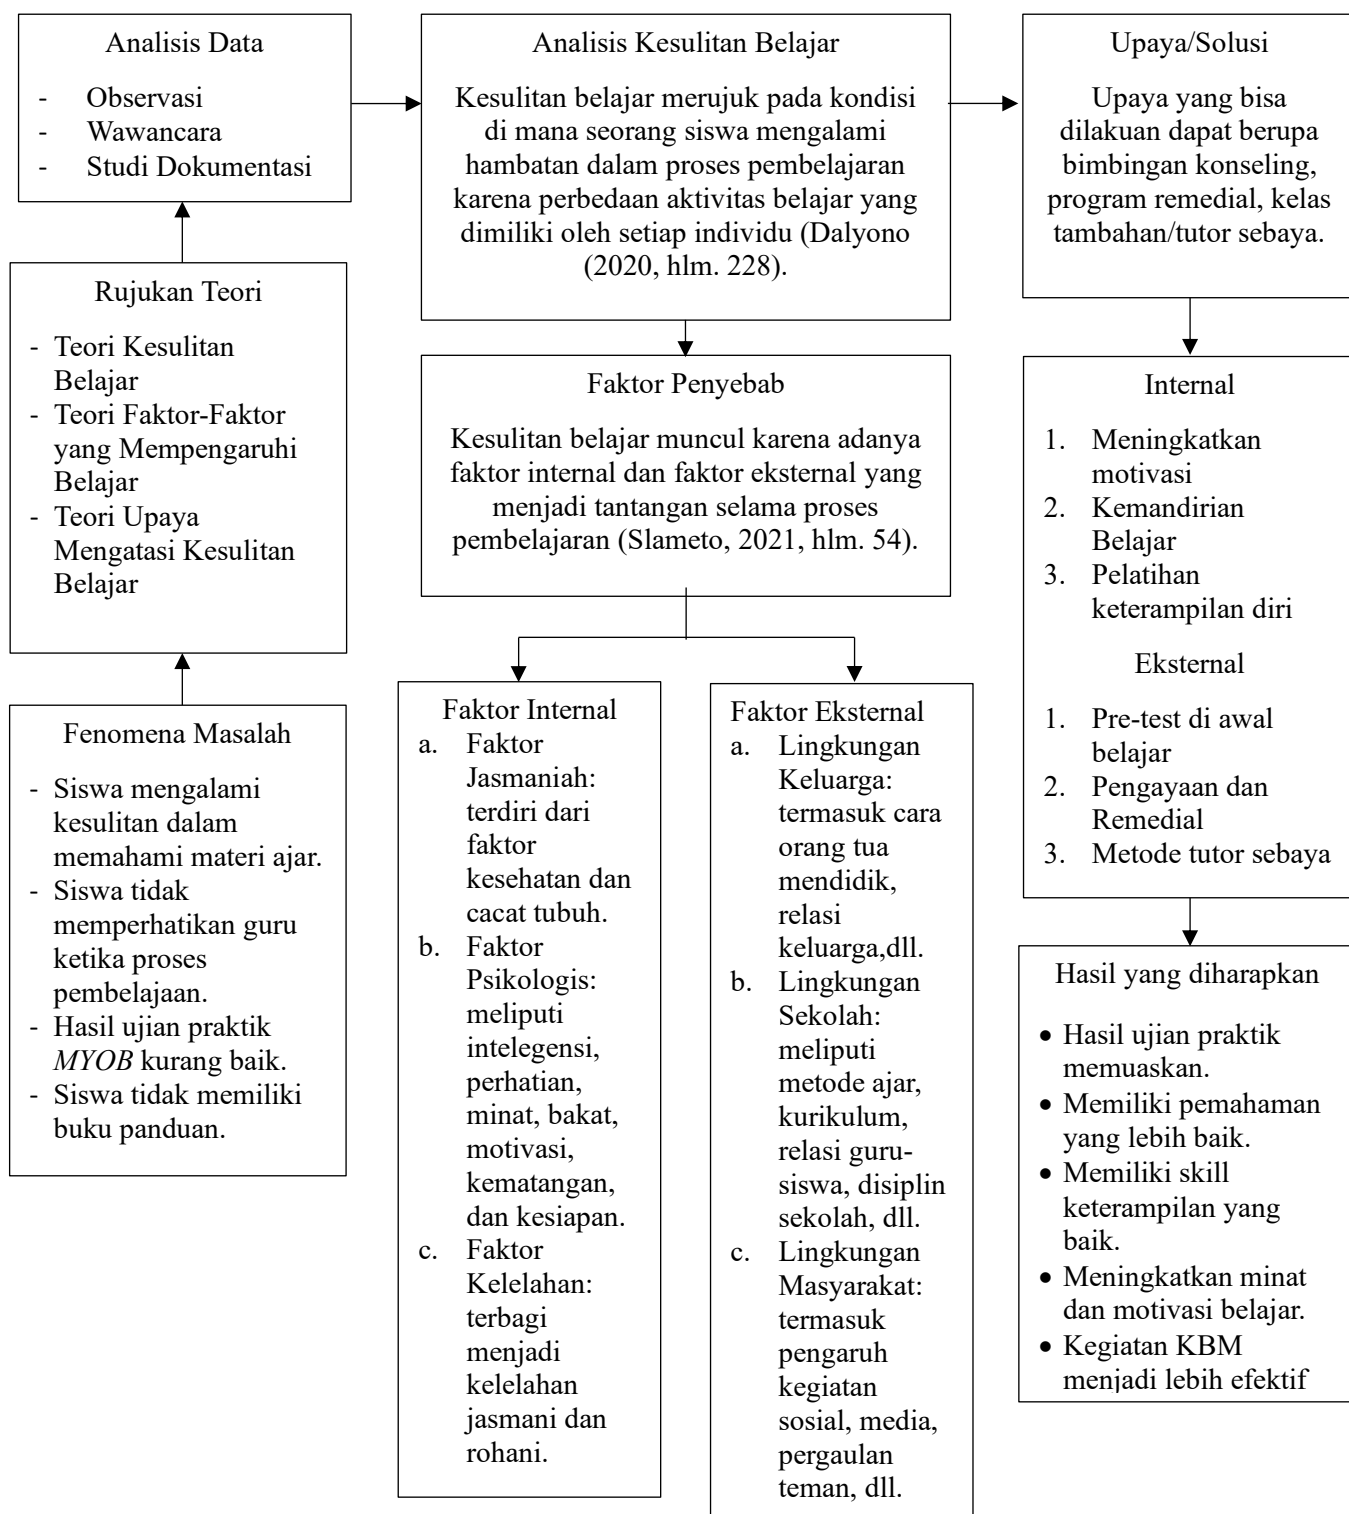 Analisis Data
- Observasi
- Wawancara
- Studi Dokumentasi
Analisis Kesulitan Belajar
Kesulitan belajar merujuk pada kondisi
di mana seorang siswa mengalami
hambatan dalam proses pembelajaran
karena perbedaan aktivitas belajar yang
dimiliki oleh setiap individu (Dalyono
(2020, hlm. 228).
Upaya/Solusi
Upaya yang bisa
dilakuan dapat berupa
bimbingan konseling,
program remedial, kelas
tambahan/tutor sebaya.
Rujukan Teori
- Teori Kesulitan
Belajar
- Teori Faktor-Faktor
yang Mempengaruhi
Belajar
- Teori Upaya
Mengatasi Kesulitan
Belajar
Faktor Penyebab
Kesulitan belajar muncul karena adanya
faktor internal dan faktor eksternal yang
menjadi tantangan selama proses
pembelajaran (Slameto, 2021, hlm. 54).
Internal
1. Meningkatkan
motivasi
2. Kemandirian
Belajar
3. Pelatihan
keterampilan diri
Eksternal
1. Pre-test di awal
belajar
2. Pengayaan dan
Remedial
3. Metode tutor sebaya
Fenomena Masalah
- Siswa mengalami
kesulitan dalam
memahami materi ajar.
- Siswa tidak
memperhatikan guru
ketika proses
pembelajaan.
- Hasil ujian praktik
MYOB kurang baik.
- Siswa tidak memiliki
buku panduan.
Faktor Internal
a. Faktor
Jasmaniah:
terdiri dari
faktor
kesehatan dan
cacat tubuh.
b. Faktor
Psikologis:
meliputi
intelegensi,
perhatian,
minat, bakat,
motivasi,
kematangan,
dan kesiapan.
c. Faktor
Kelelahan:
terbagi
menjadi
kelelahan
jasmani dan
rohani.
Faktor Eksternal
a. Lingkungan
Keluarga:
termasuk cara
orang tua
mendidik,
relasi
keluarga,dll.
b. Lingkungan
Sekolah:
meliputi
metode ajar,
kurikulum,
relasi guru-
siswa, disiplin
sekolah, dll.
c. Lingkungan
Masyarakat:
termasuk
pengaruh
kegiatan
sosial, media,
pergaulan
teman, dll.
Hasil yang diharapkan
• Hasil ujian praktik
memuaskan.
• Memiliki pemahaman
yang lebih baik.
• Memiliki skill
keterampilan yang
baik.
• Meningkatkan minat
dan motivasi belajar.
• Kegiatan KBM
menjadi lebih efektif